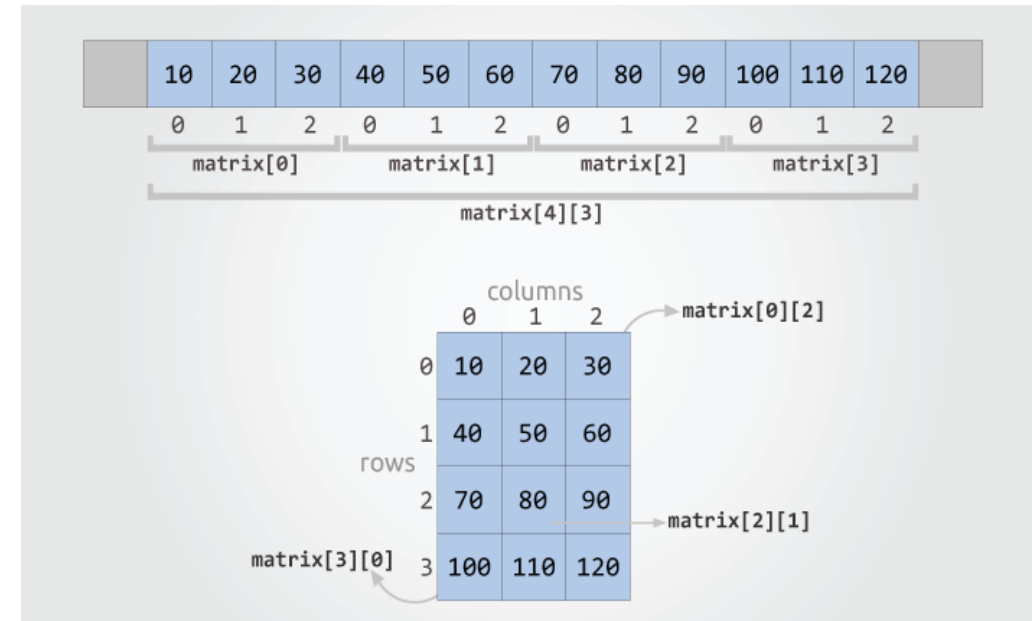 10 20 30 40 50 60 70 80 90 100 110 120
0 1 2 0 1 2 0 1 2 0 1 2
matrix[0] matrix[1] matrix[2] matrix[3]
matrix[4][3]
columns
0 1 2
matrix[0][2]
0 10 20 30
1 40 50 60
rows
2 70 80 90
matrix[2][1]
matrix[3][0]
3 100 110 120